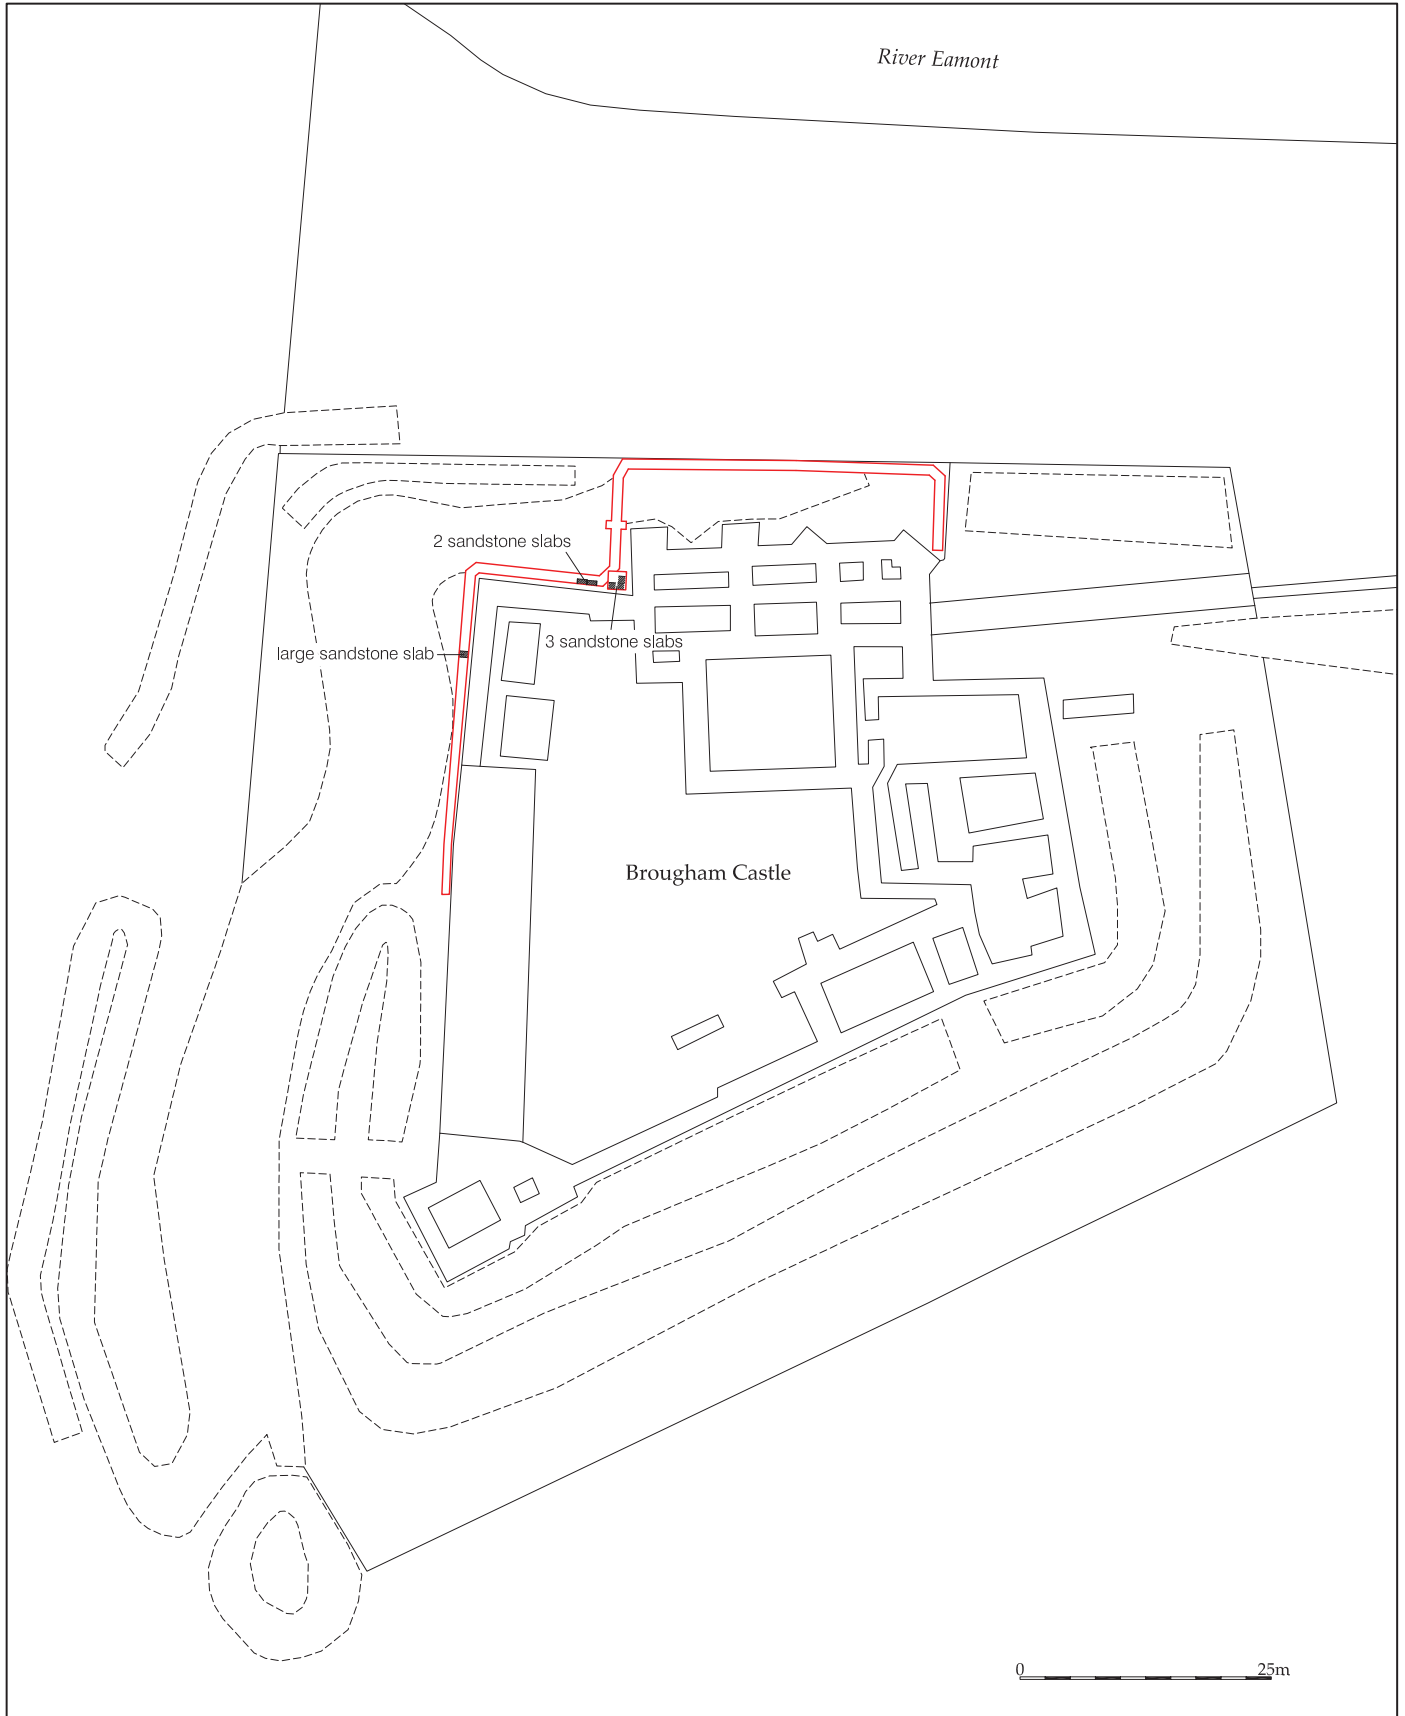 River Eamont
2 sandstone slabs
3 sandstone slabs
large sandstone slab
Brougham Castle
0 25m